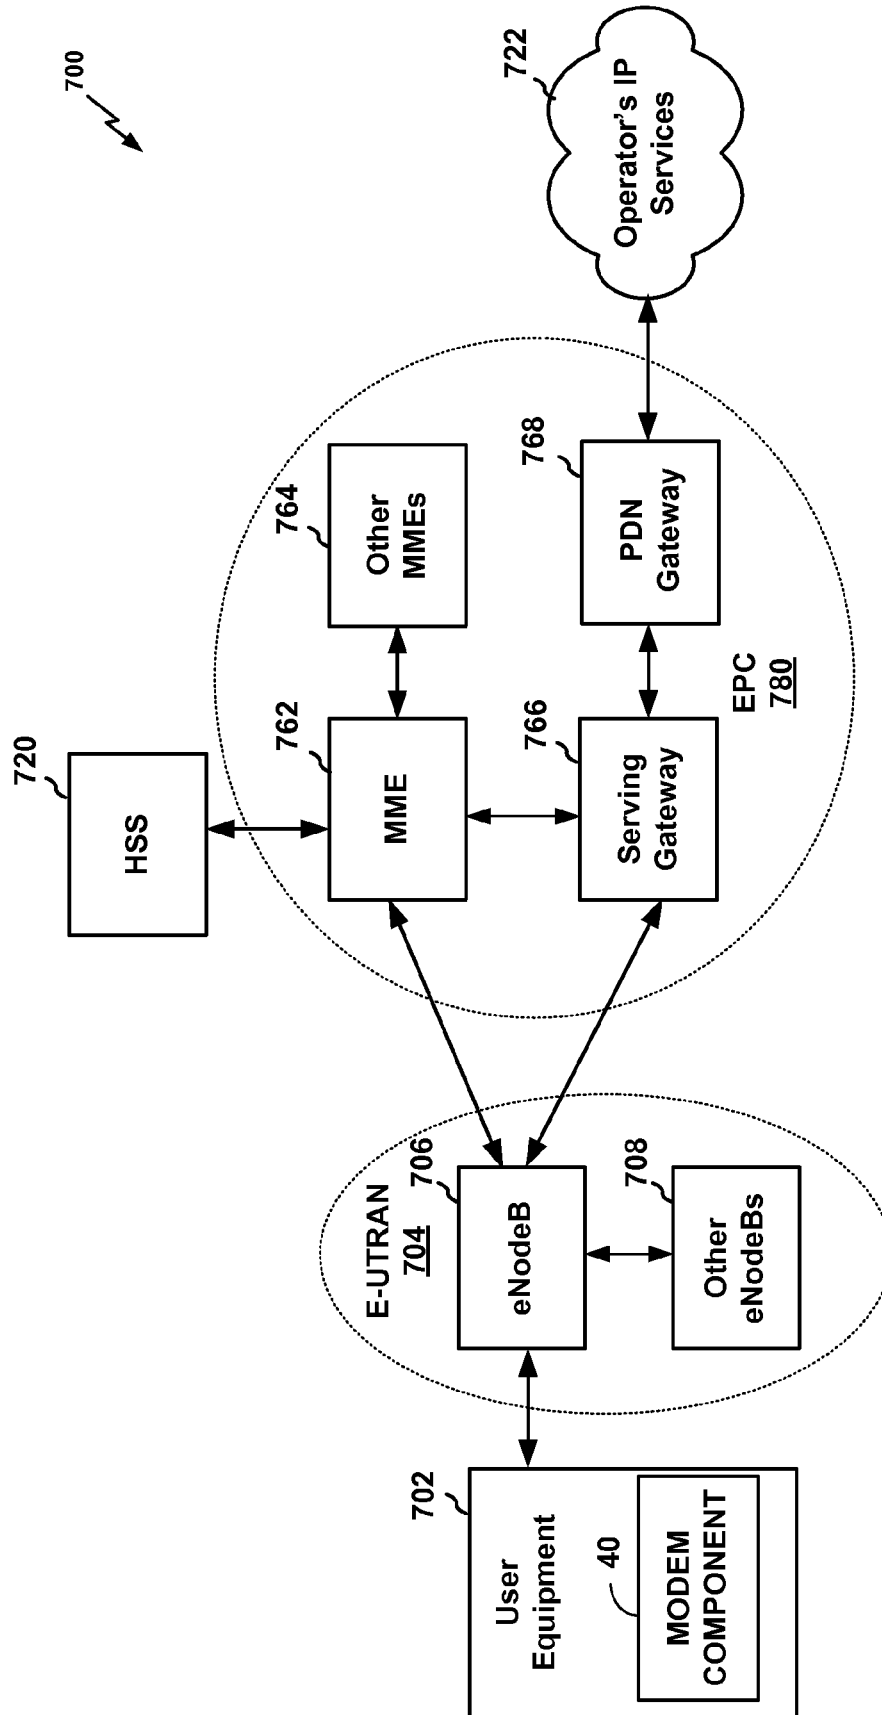 700
720
HSS
722
Operator's IP
Services
764
Other
MMEs
762
MME
768
PDN
Gateway
766
Serving
Gateway
EPC
780
E-UTRAN
704
706
eNodeB
708
Other
eNodeBs
702
User
Equipment
40
MODEM
COMPONENT